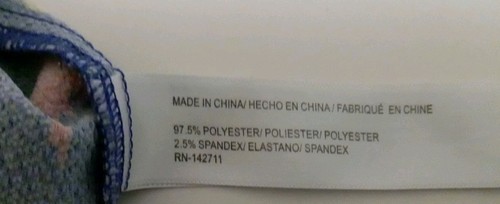 MADE IN CHINA/ HECHO EN CHINA/ FABRIQUÉ EN CHINE
97.5% POLYESTER/ POLIESTER/ POLYESTER
2.5% SPANDEX/ ELASTANO/ SPANDEX
RN-142711